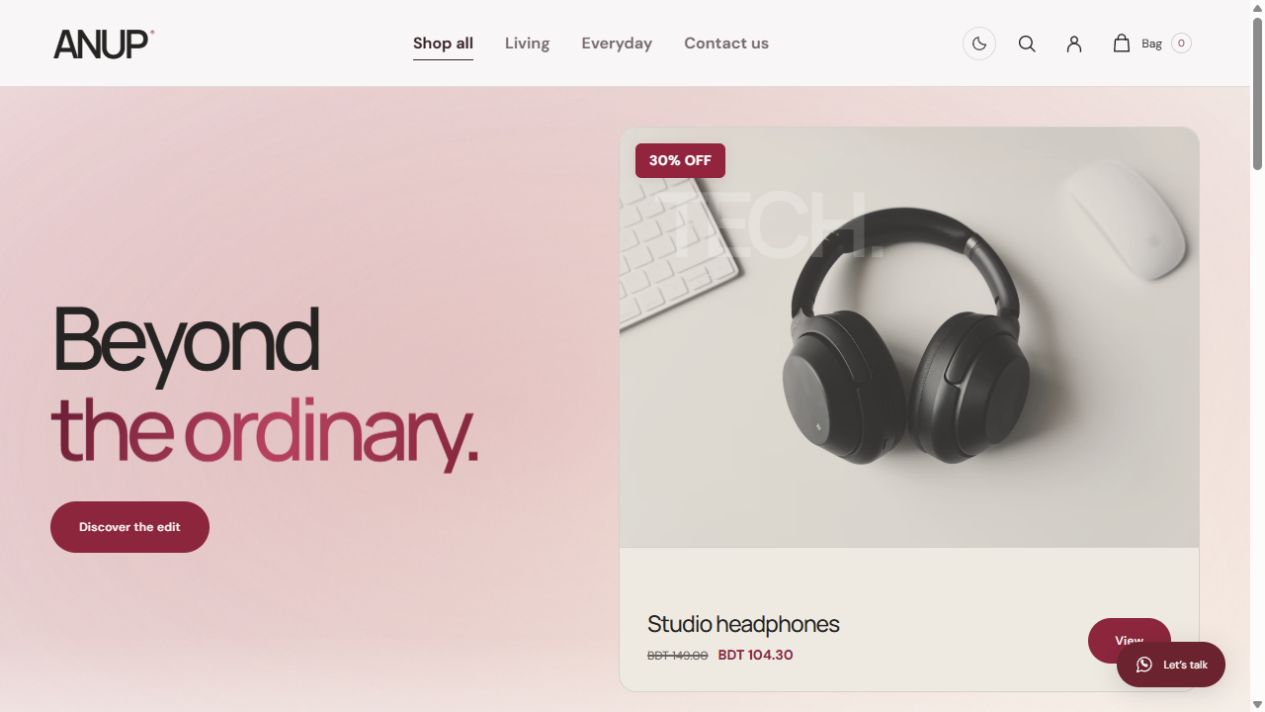 ANUP
Shop all
Living
Everyday
Contact us
Bag
0
30% OFF
TECH.
Beyond
the ordinary.
Discover the edit
Studio headphones
BDT 149.00 BDT 104.30
View
Let's talk